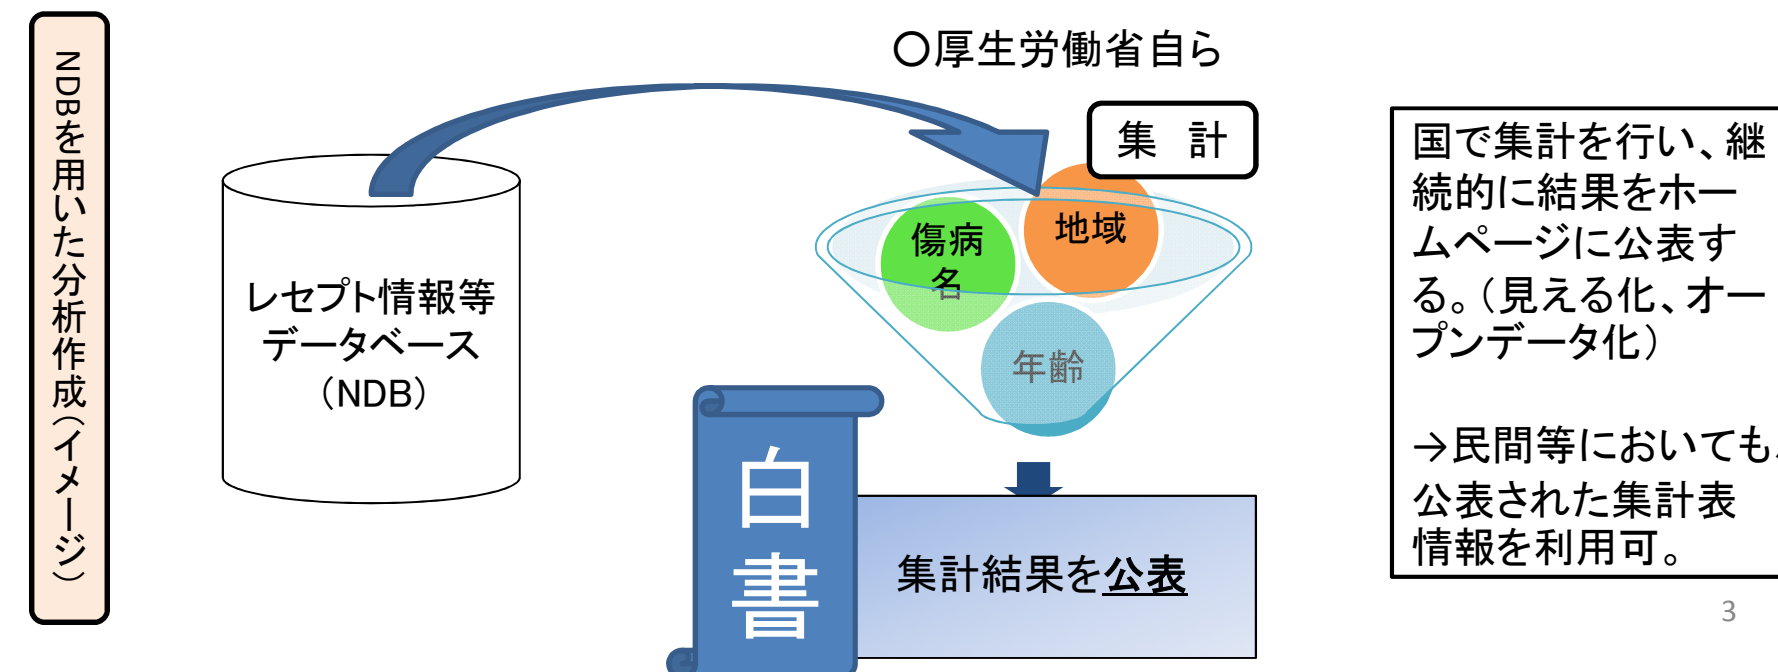 NDBを用いた分析作成(イメージ)
〇厚生労働省自ら
集 計
レセプト情報等
データベース
(NDB)
傷病
名
地域
年齢
白書
集計結果を公表
国で集計を行い、継
続的に結果をホー
ムページに公表す
る。(見える化、オー
プンデータ化)
→民間等においても
公表された集計表
情報を利用可。
3